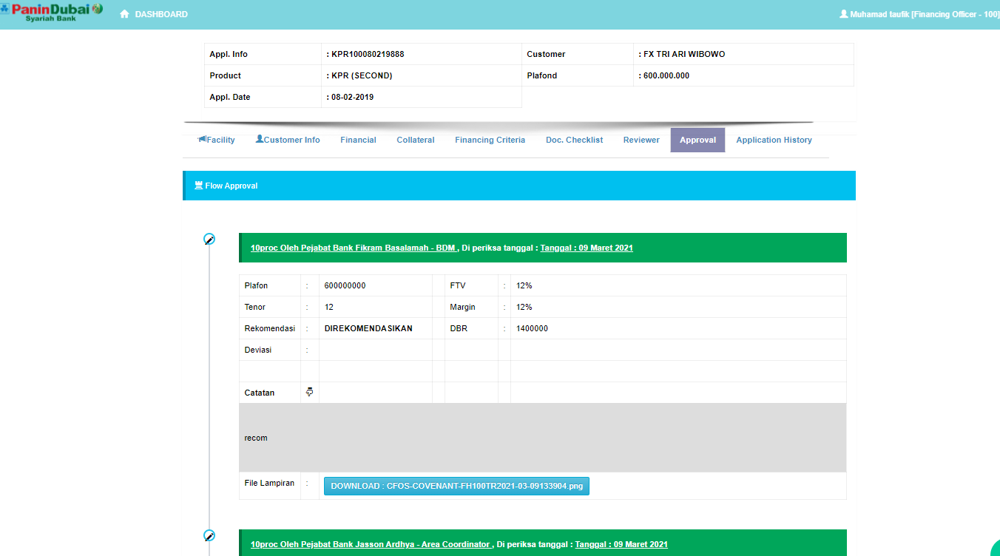 PaninDubai
Syariah Bank
DASHBOARD
Muhamad taufik [Financing Officer - 100]
Appl. Info : KPR100080219888 Customer : FX TRI ARI WIBOWO
Product : KPR (SECOND) Plafond : 600.000.000
Appl. Date : 08-02-2019
Facility Customer Info Financial Collateral Financing Criteria Doc. Checklist Reviewer Approval Application History
Flow Approval
10proc Oleh Pejabat Bank Fikram Basalamah - BDM , Di periksa tanggal : Tanggal : 09 Maret 2021
Plafon : 600000000 FTV : 12%
Tenor : 12 Margin : 12%
Rekomendasi : DIREKOMENDASIKAN DBR : 1400000
Deviasi :
Catatan
recom
File Lampiran : DOWNLOAD : CFOS-COVENANT-FH100TR2021-03-09133904.png
10proc Oleh Pejabat Bank Jasson Ardhya - Area Coordinator , Di periksa tanggal : Tanggal : 09 Maret 2021